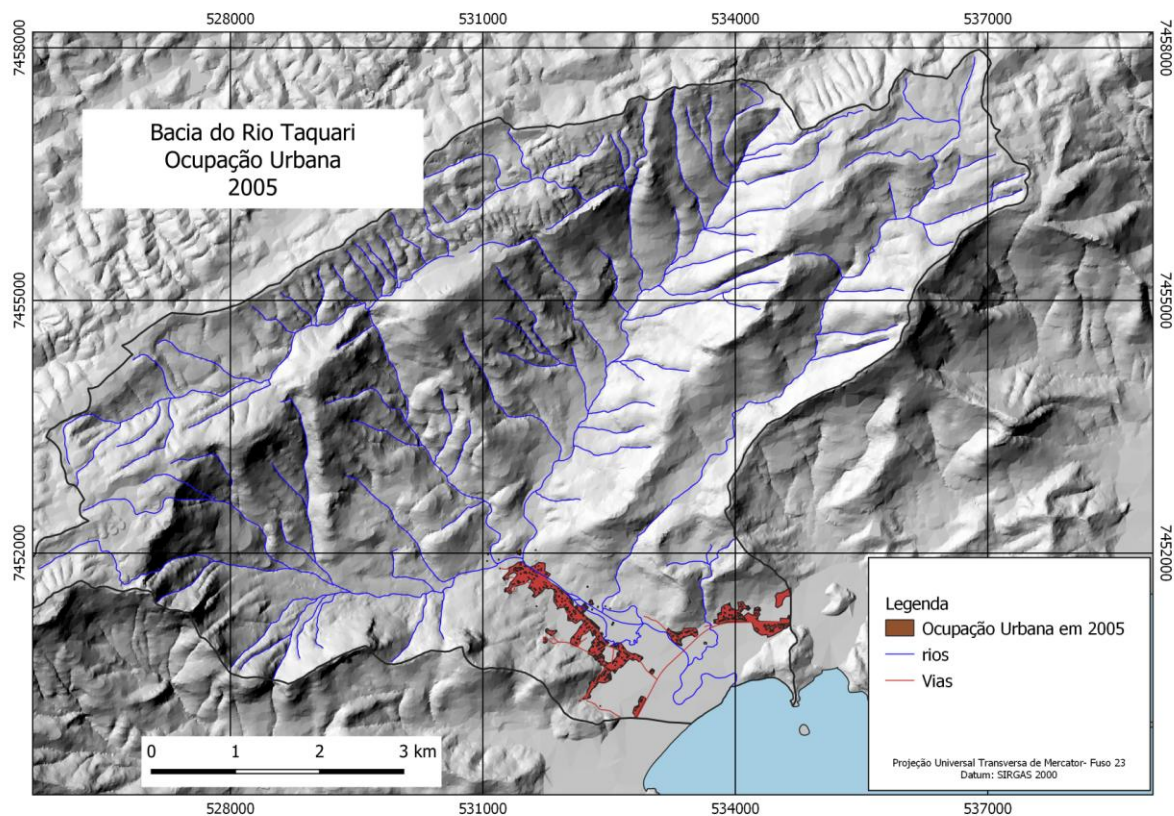 528000
531000
534000
537000
7458000
7458000
Bacia do Rio Taquari
Ocupação Urbana
2005
7455000
7455000
7452000
7452000
Legenda
Ocupação Urbana em 2005
rios
Vias
0 1 2 3 km
Projeção Universal Transversa de Mercator- Fuso 23
Datum: SIRGAS 2000
528000
531000
534000
537000